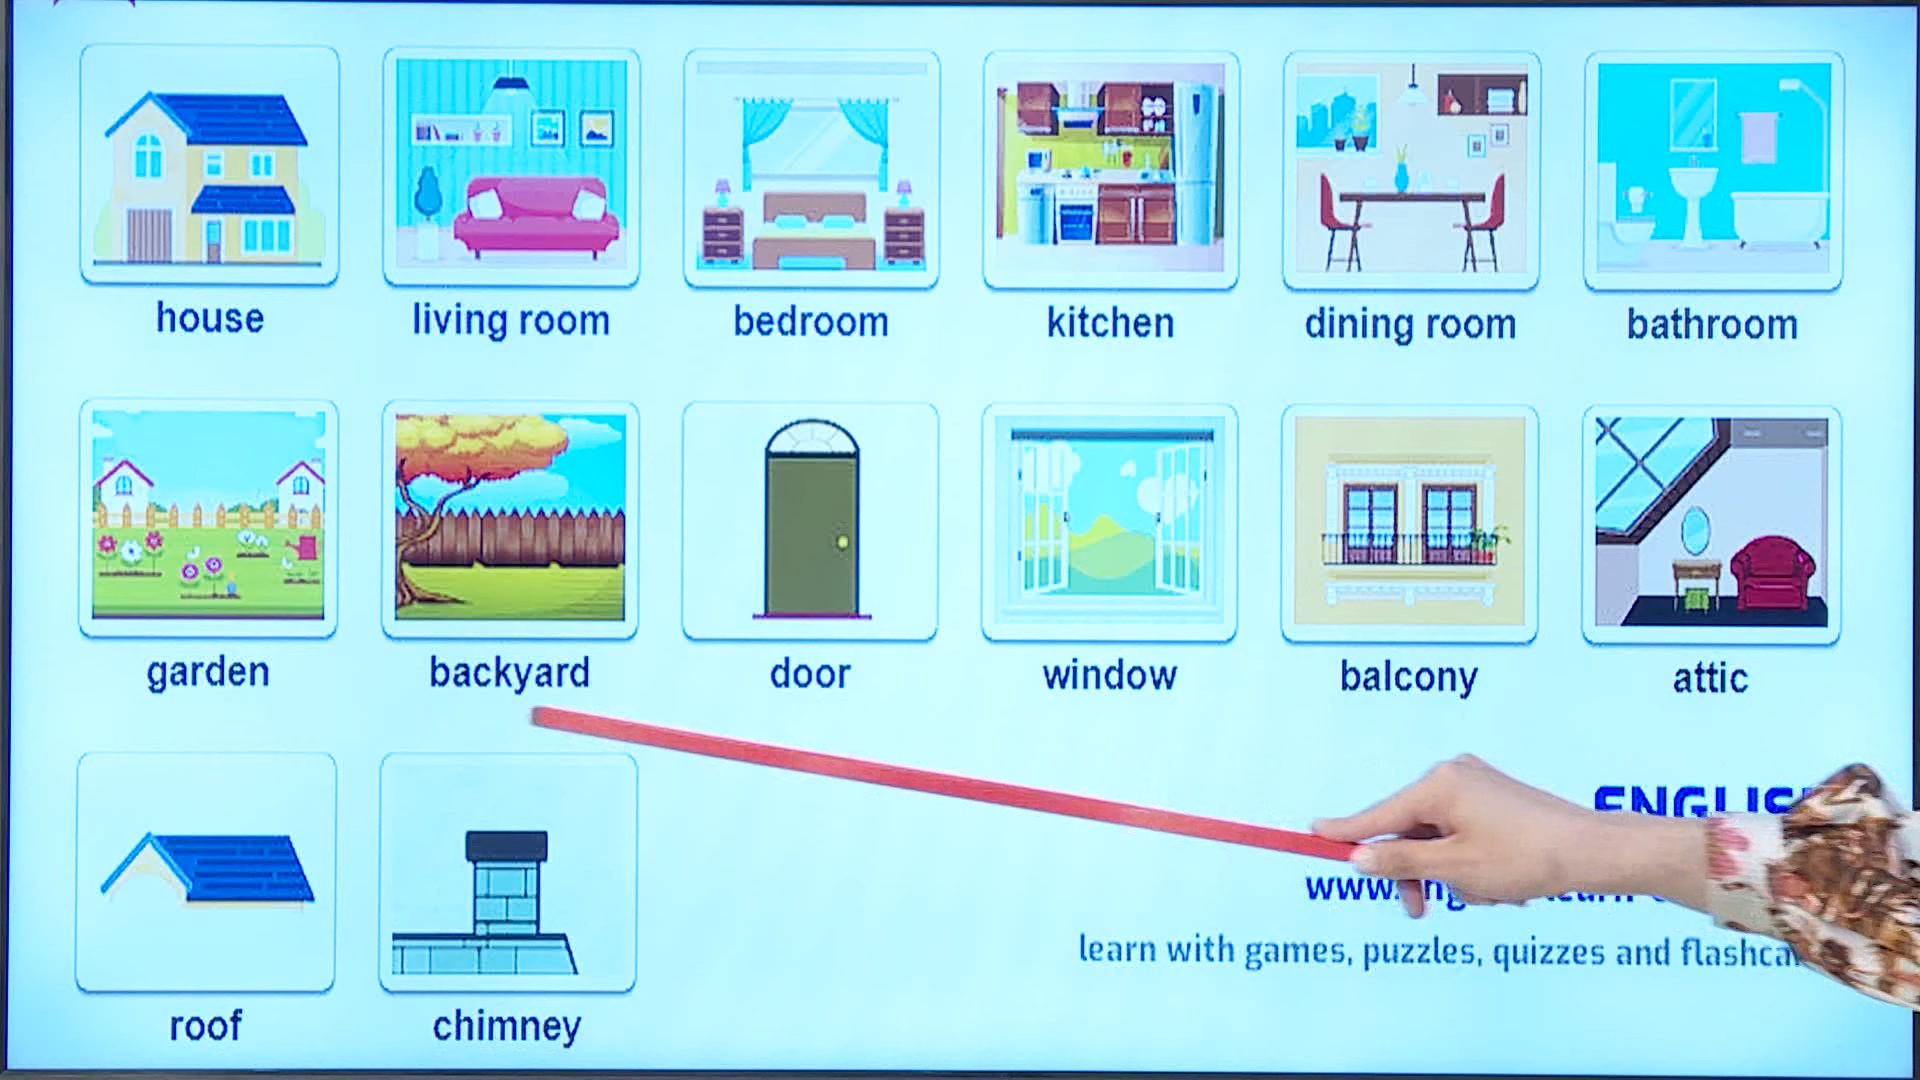 house
living room
bedroom
kitchen
dining room
bathroom
garden
backyard
door
window
balcony
attic
roof
chimney
learn with games, puzzles, quizzes and